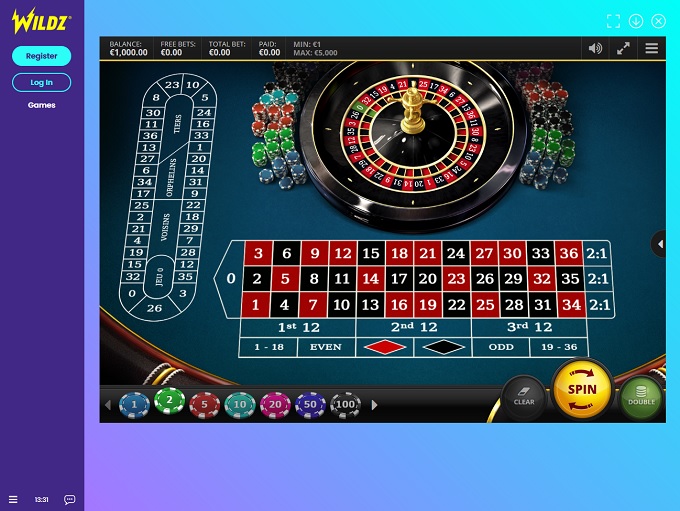 WILDZ
Register
Log In
Games
BALANCE: FREE BETS: TOTAL BET: PAID: MIN: €1
€1,000.00 €0.00 €0.00 €0.00 MAX: €5,000
23 10
8 5
30 24
11 16
36 33
13 1
27 20
6 14
34 31
17 9
25 22
2 18
21 29
4 7
19 28
15 12
32 35
0 3
26
TIERS
ORPHELINS
VOISINS
JEU 0
3 6 9 12 15 18 21 24 27 30 33 36 2:1
0 2 5 8 11 14 17 20 23 26 29 32 35 2:1
1 4 7 10 13 16 19 22 25 28 31 34 2:1
1st 12 2nd 12 3rd 12
1 - 18 EVEN ODD 19 - 36
1 2 5 10 20 50 100
CLEAR SPIN DOUBLE
13:31